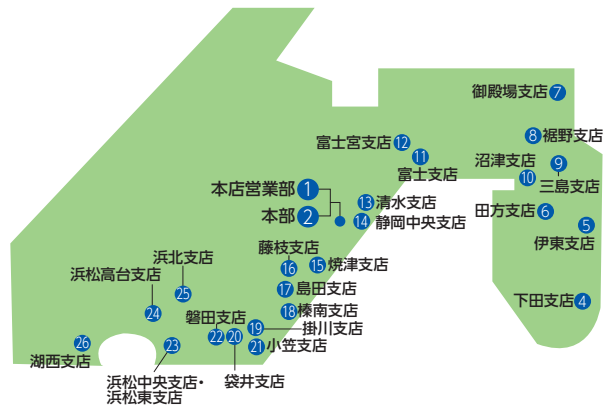 御殿場支店 7
8 裾野支店
富士宮支店 12
11
富士支店
沼津支店
10
9
三島支店
本店営業部 1
本部 2
13 清水支店
14 静岡中央支店
田方支店 6
5
伊東支店
藤枝支店
16
15 焼津支店
浜北支店
25
浜松高台支店
24
17 島田支店
下田支店 4
18 榛南支店
磐田支店
22
20
19
掛川支店
21 小笠支店
26
湖西支店
23
浜松中央支店・
浜松東支店
袋井支店